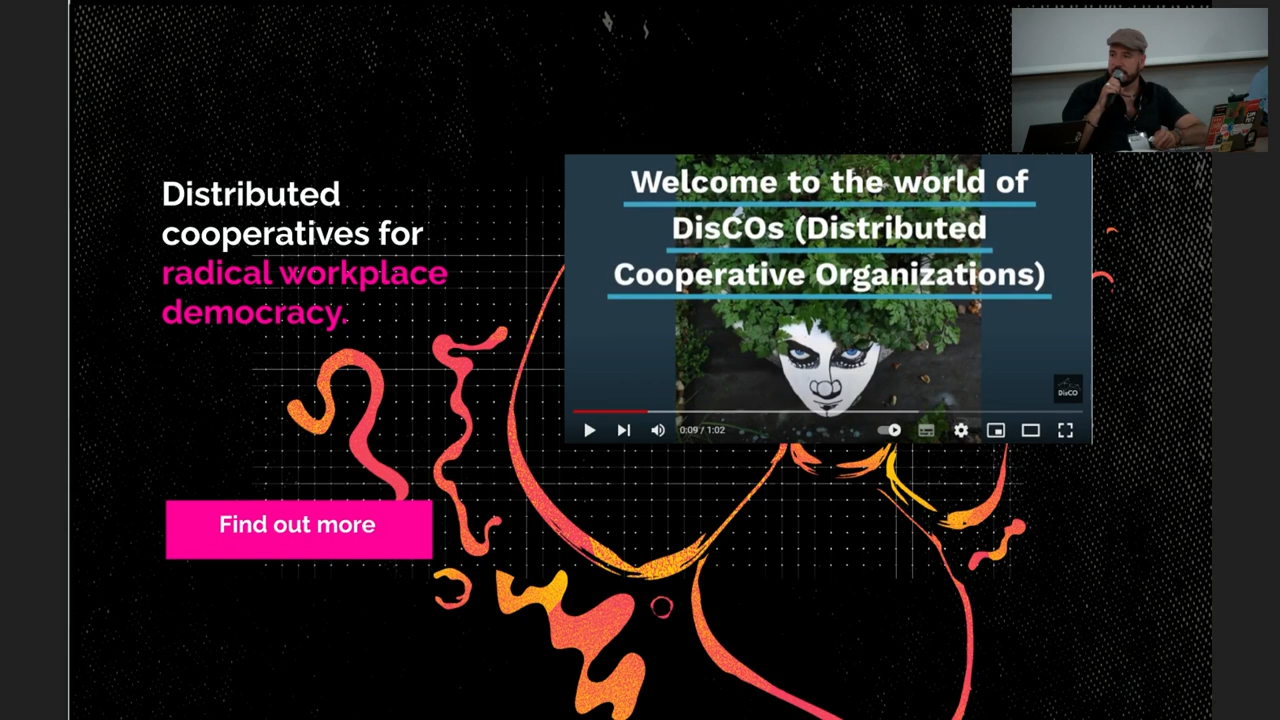 Distributed
cooperatives for
radical workplace
democracy.
Find out more
Welcome to the world of
DisCOs (Distributed
Cooperative Organizations)
DisCO
0:09 / 1:02